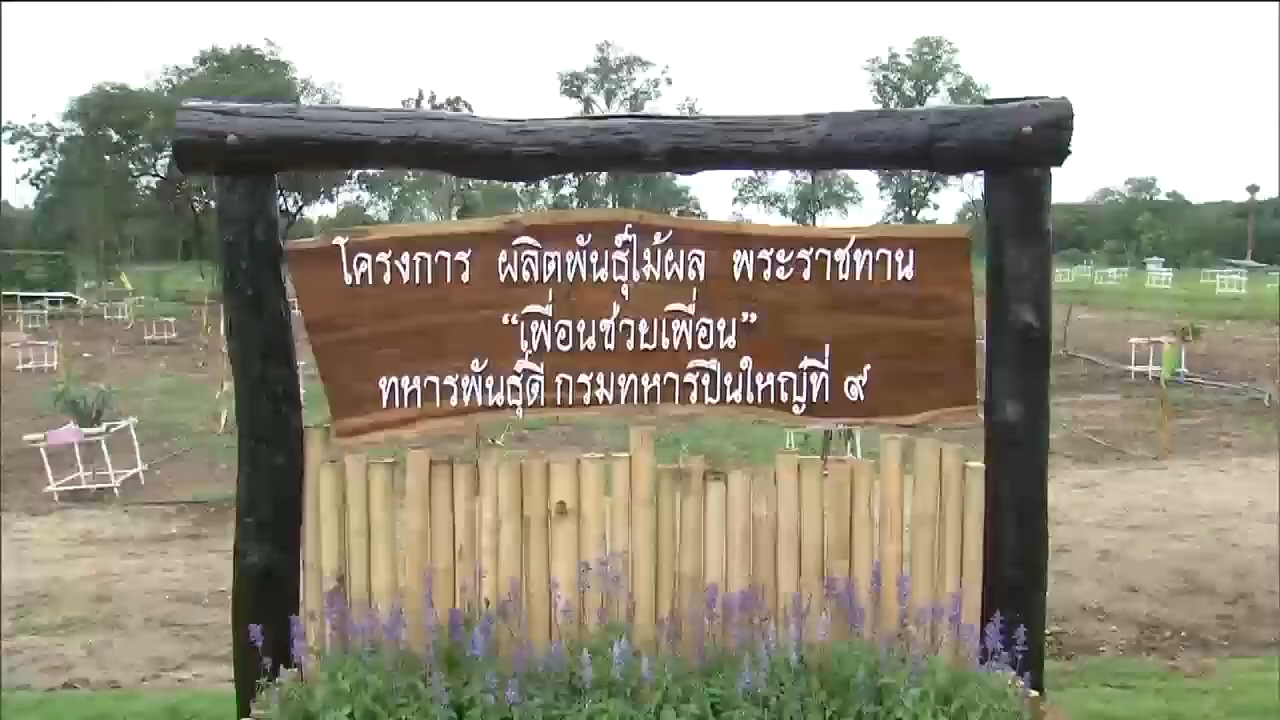 โครงการ ผลิตพันธุ์ไม้ผล พระราชทาน
“เพื่อนช่วยเพื่อน”
ทหารพันธุ์ดี กรมทหารปืนใหญ่ที่ ๙